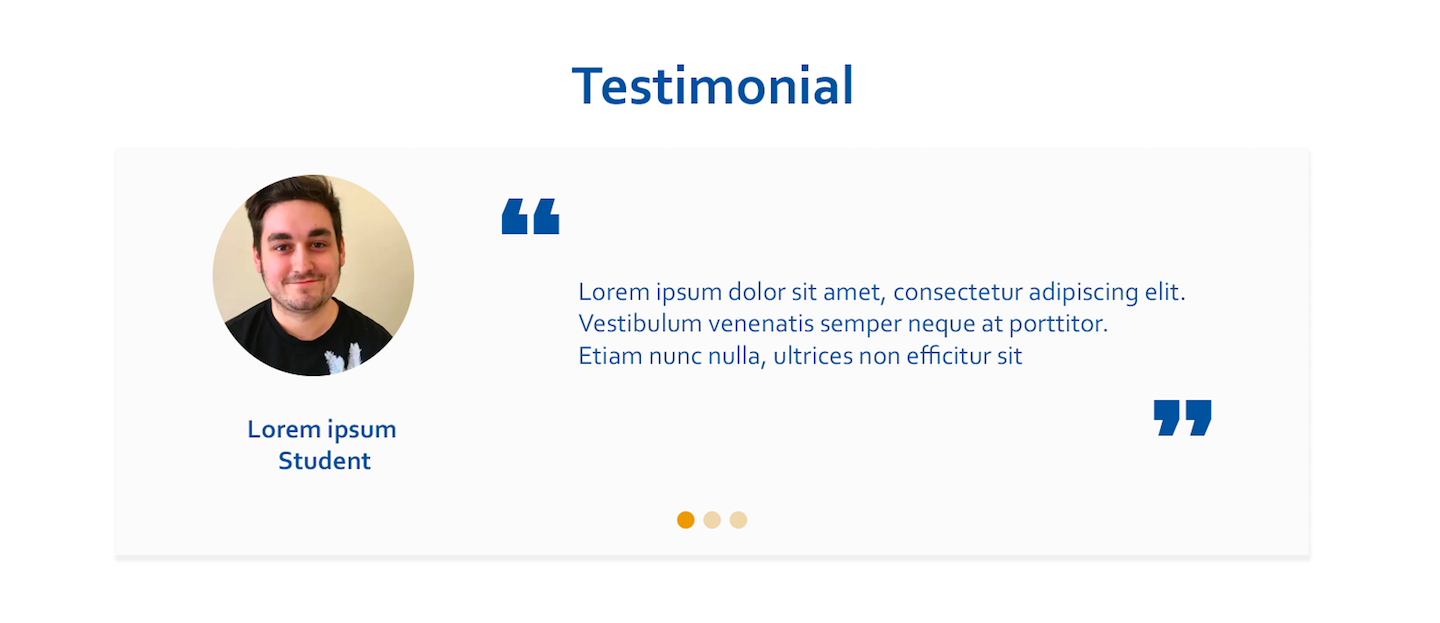 Testimonial
“
Lorem ipsum dolor sit amet, consectetur adipiscing elit.
Vestibulum venenatis semper neque at porttitor.
Etiam nunc nulla, ultrices non efficitur sit
”
Lorem ipsum
Student